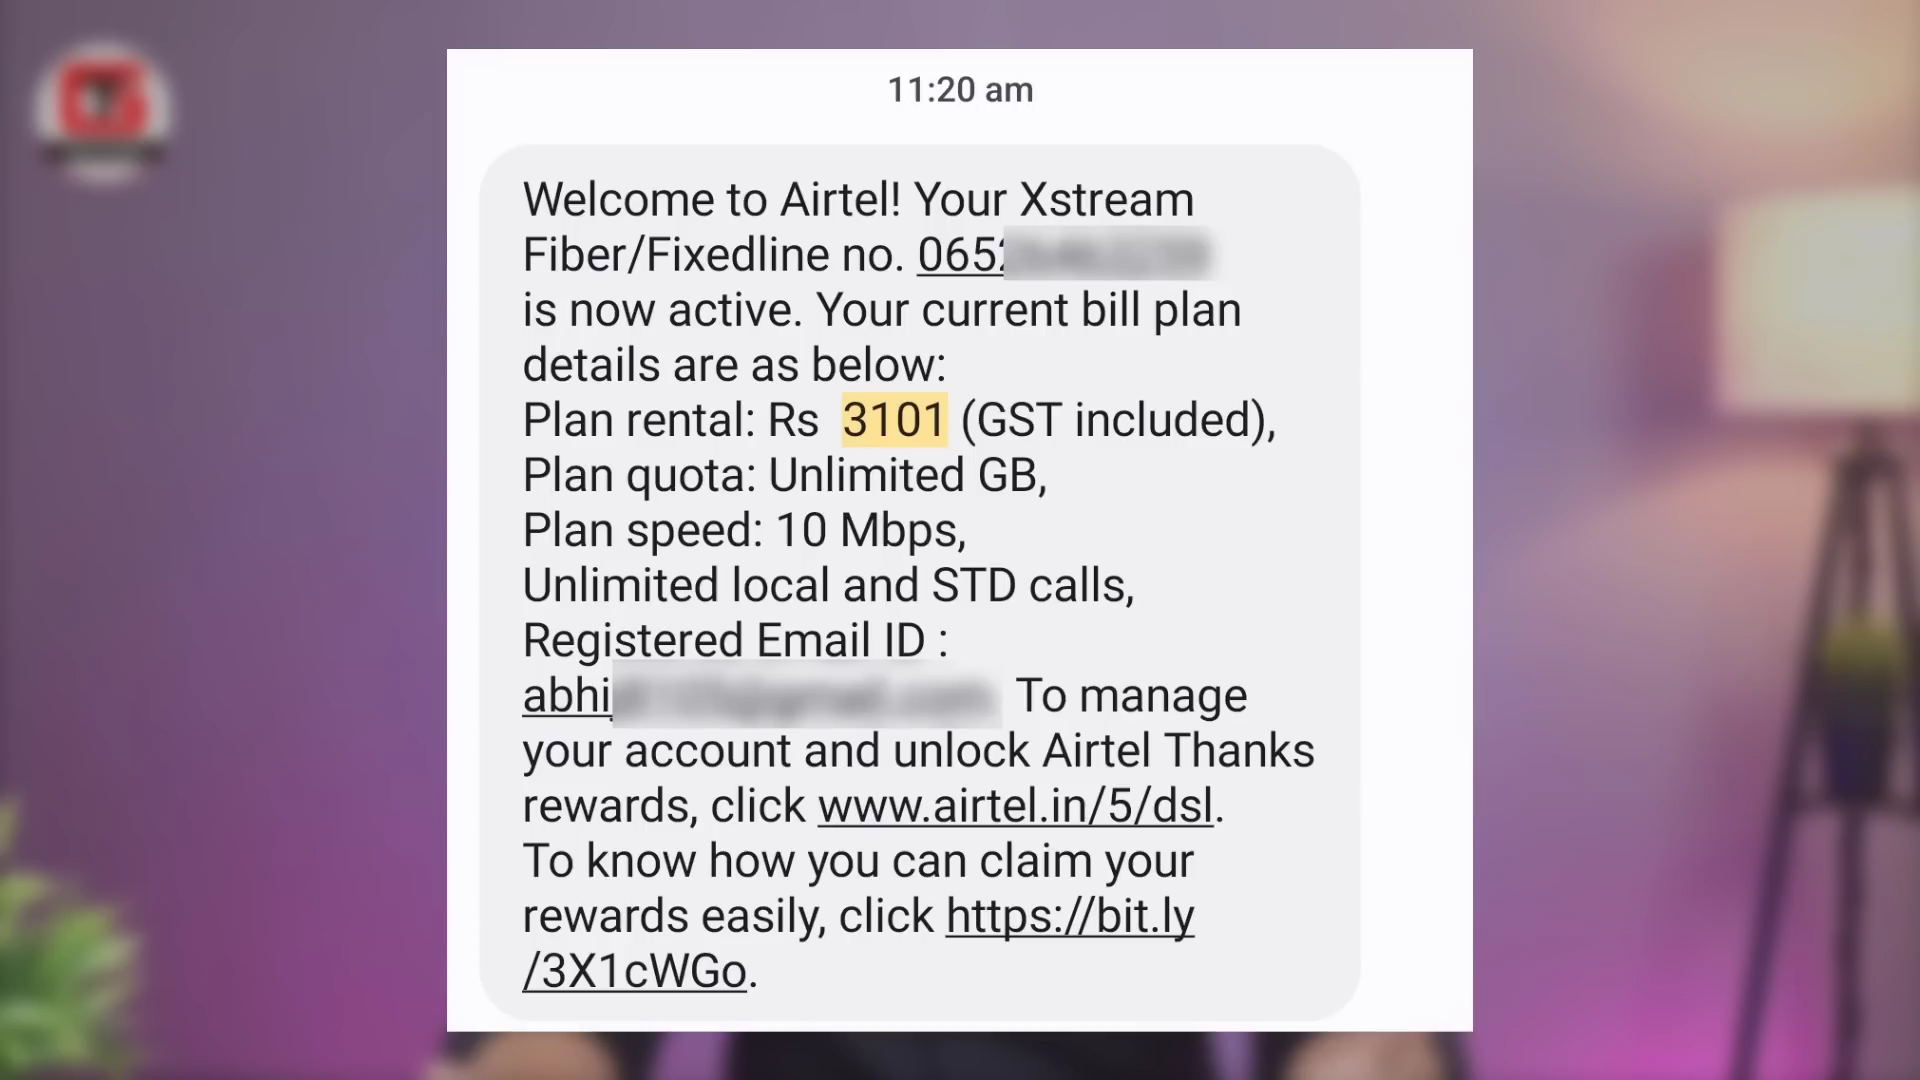 11:20 am
Welcome to Airtel! Your Xstream
Fiber/Fixedline no. 065
is now active. Your current bill plan
details are as below:
Plan rental: Rs 3101 (GST included),
Plan quota: Unlimited GB,
Plan speed: 10 Mbps,
Unlimited local and STD calls,
Registered Email ID :
abhi To manage
your account and unlock Airtel Thanks
rewards, click www.airtel.in/5/dsl.
To know how you can claim your
rewards easily, click https://bit.ly
/3X1cWGo.